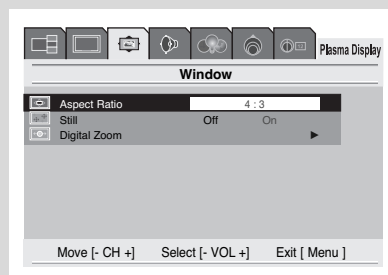 Plasma Display
Window
Aspect Ratio 4 : 3
Still Off On
Digital Zoom ►
Move [- CH +] Select [- VOL +] Exit [ Menu ]